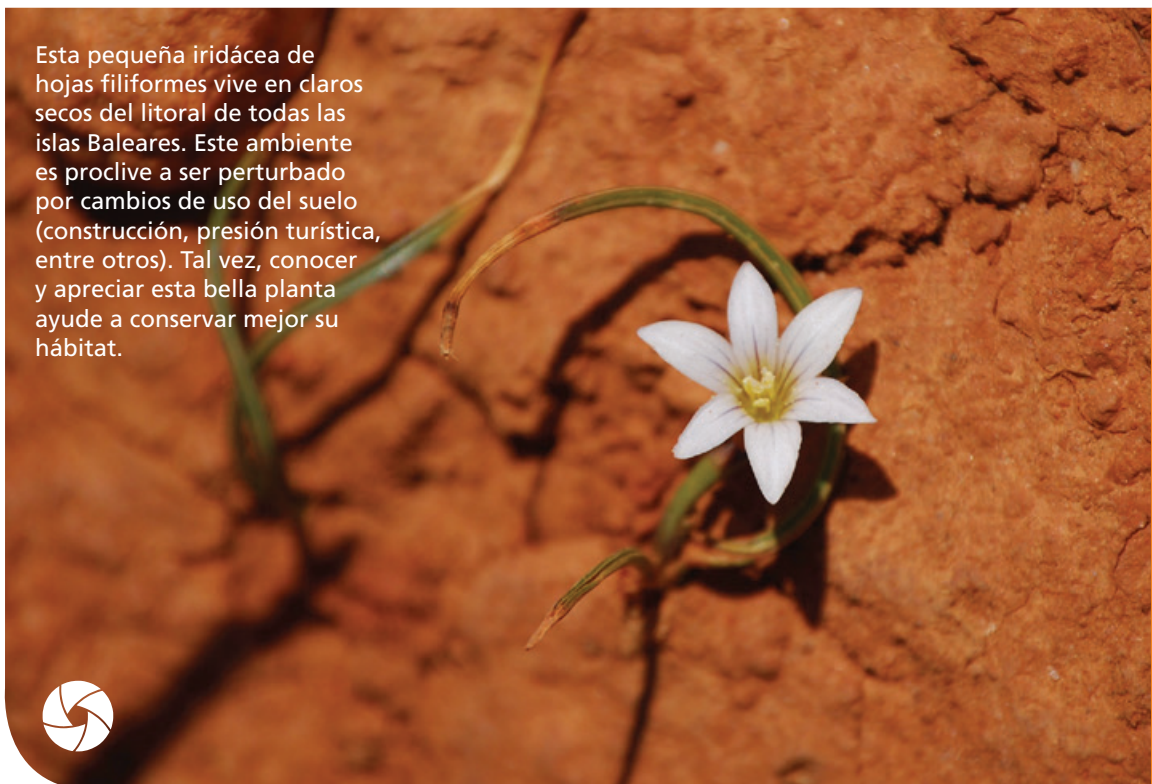 Esta pequeña iridácea de
hojas filiformes vive en claros
secos del litoral de todas las
islas Baleares. Este ambiente
es proclive a ser perturbado
por cambios de uso del suelo
(construcción, presión turística,
entre otros). Tal vez, conocer
y apreciar esta bella planta
ayude a conservar mejor su
hábitat.